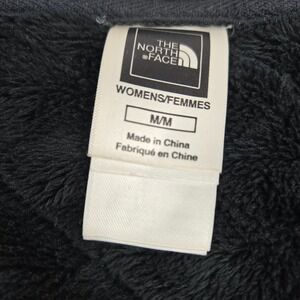 THE
NORTH
FACE
WOMENS/FEMMES
M/M
Made in China
Fabriqué en Chine